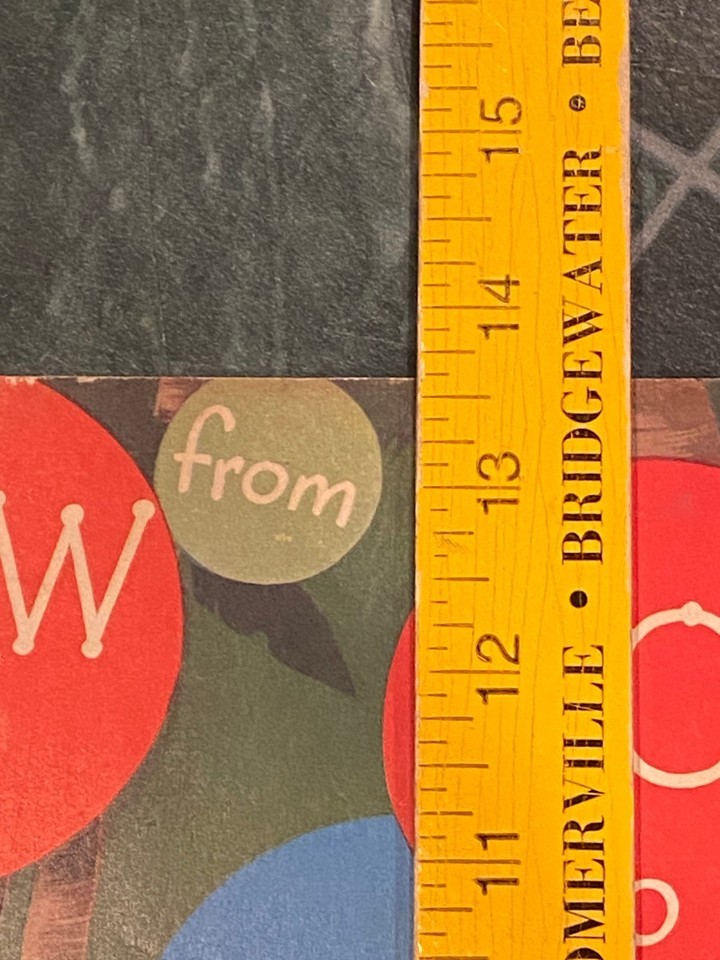 15
14
13
12
11
BE
• BRIDGEWATER
• OMERVILLE
from
W
o
o